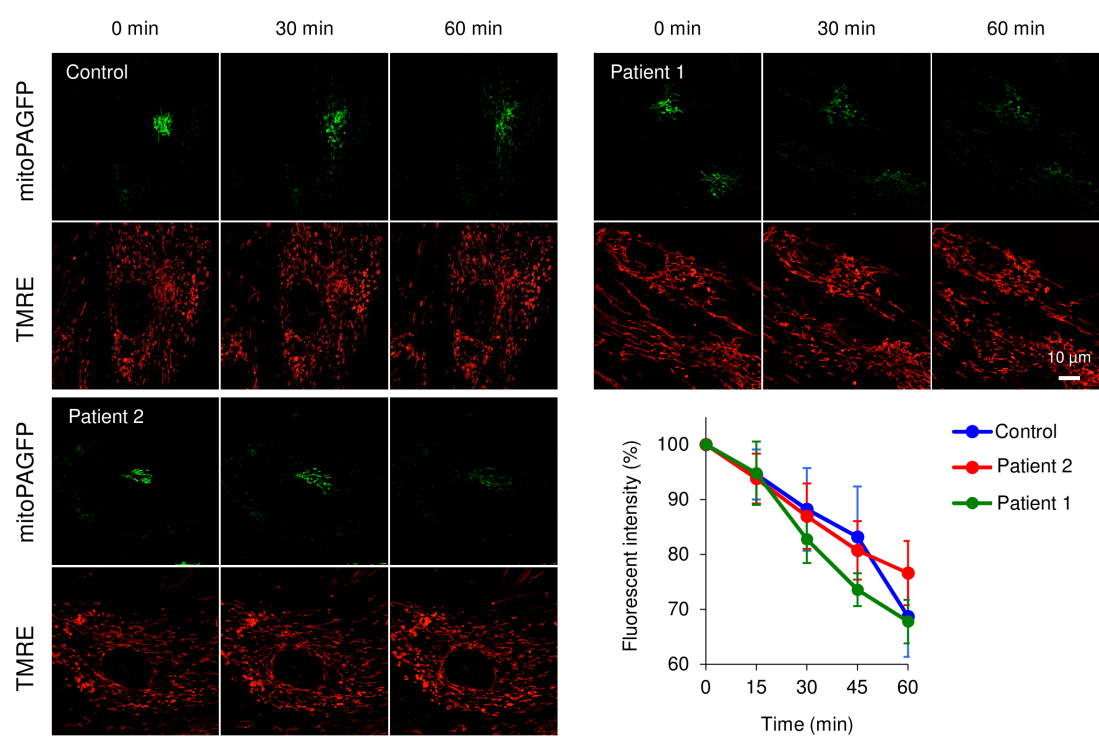 0 min 30 min 60 min
0 min 30 min 60 min
mitoPAGFP
Control
Patient 1
TMRE
10 μm
mitoPAGFP
Patient 2
TMRE
Fluorescent intensity (%)
100
90
80
70
60
0 15 30 45 60
Time (min)
Control
Patient 2
Patient 1